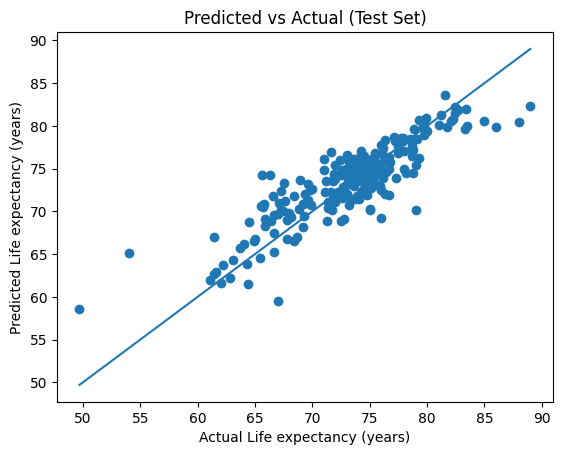 Predicted vs Actual (Test Set)
90
85
80
75
70
65
60
55
50
Predicted Life expectancy (years)
50 55 60 65 70 75 80 85 90
Actual Life expectancy (years)